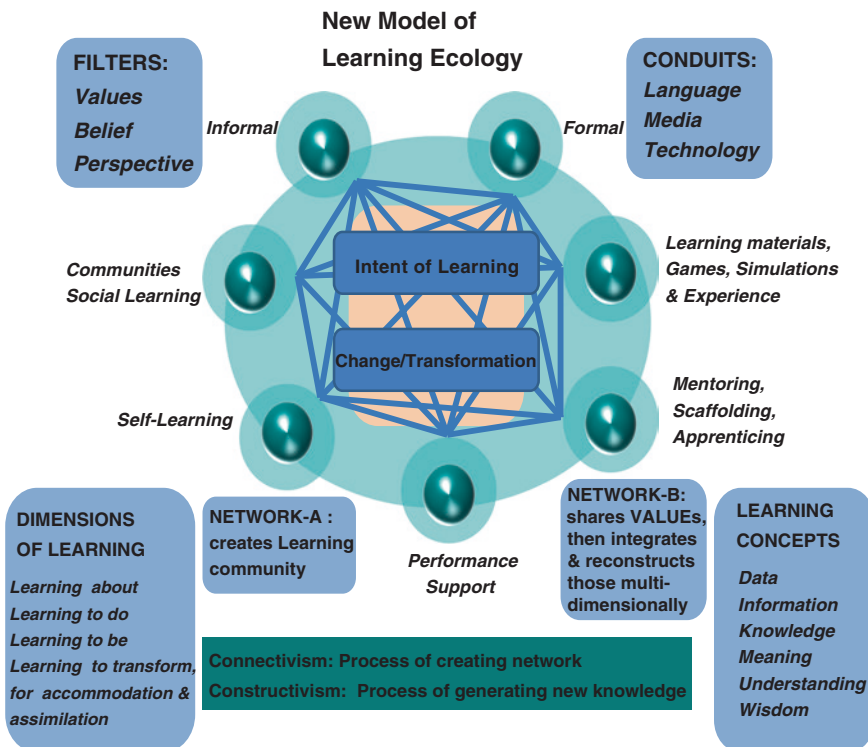 New Model of
Learning Ecology
FILTERS:
Values
Belief
Perspective
Informal
Formal
CONDUITS:
Language
Media
Technology
Communities
Social Learning
Intent of Learning
Learning materials,
Games, Simulations
& Experience
Change/Transformation
Self-Learning
Mentoring,
Scaffolding,
Apprenticing
DIMENSIONS
OF LEARNING
Learning about
Learning to do
Learning to be
Learning to transform,
for accommodation &
assimilation
NETWORK-A :
creates Learning
community
Performance
Support
NETWORK-B:
shares VALUEs,
then integrates
& reconstructs
those multi-
dimensionally
LEARNING
CONCEPTS
Data
Information
Knowledge
Meaning
Understanding
Wisdom
Connectivism: Process of creating network
Constructivism: Process of generating new knowledge